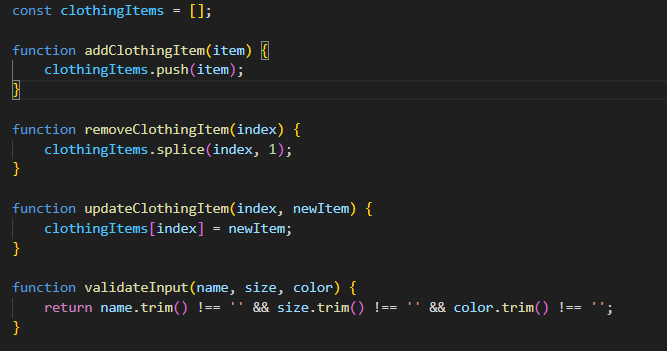 const clothingItems = [];

function addClothingItem(item) {
    clothingItems.push(item);
}

function removeClothingItem(index) {
    clothingItems.splice(index, 1);
}

function updateClothingItem(index, newItem) {
    clothingItems[index] = newItem;
}

function validateInput(name, size, color) {
    return name.trim() !== '' && size.trim() !== '' && color.trim() !== '';
}